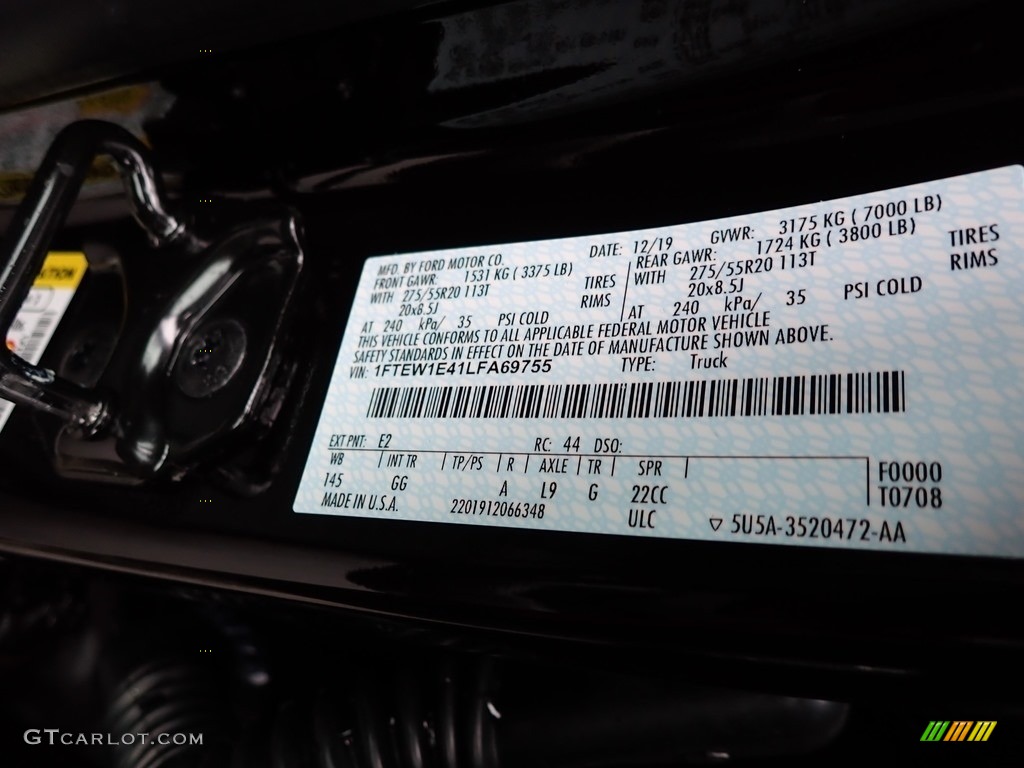 MFD. BY FORD MOTOR CO. DATE: 12/19 GVWR: 3175 KG ( 7000 LB)
FRONT GAWR: 1531 KG ( 3375 LB) REAR GAWR: 1724 KG ( 3800 LB)
WITH 275/55R20 113T TIRES WITH 275/55R20 113T TIRES
20x8.5J RIMS 20x8.5J RIMS
AT 240 kPa/ 35 PSI COLD AT 240 kPa/ 35 PSI COLD
THIS VEHICLE CONFORMS TO ALL APPLICABLE FEDERAL MOTOR VEHICLE
SAFETY STANDARDS IN EFFECT ON THE DATE OF MANUFACTURE SHOWN ABOVE.
VIN: 1FTEW1E41LFA69755 TYPE: Truck
EXT PNT: E2 RC: 44 DSO:
WB INT TR TP/PS R AXLE TR SPR F0000
145 GG A L9 G 22CC T0708
MADE IN U.S.A. 2201912066348 ULC ▽ 5U5A-3520472-AA
GTCARLOT.COM